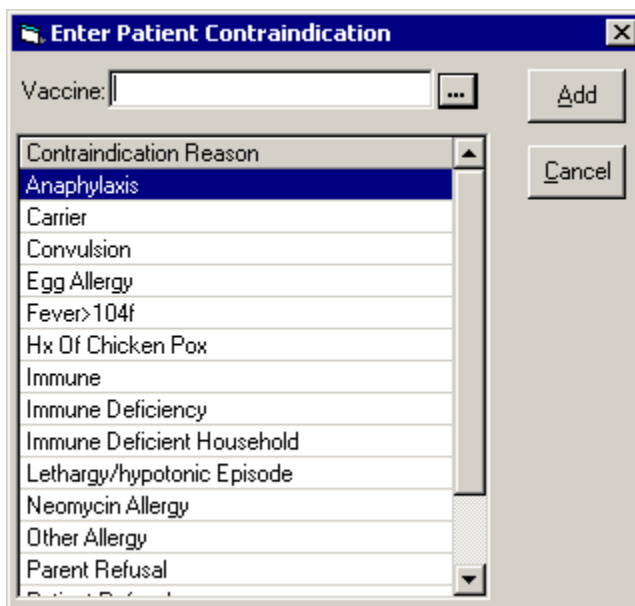 Enter Patient Contraindication
Vaccine:
...
Add
Cancel
Contraindication Reason
Anaphylaxis
Carrier
Convulsion
Egg Allergy
Fever>104f
Hx Of Chicken Pox
Immune
Immune Deficiency
Immune Deficient Household
Lethargy/hypotonic Episode
Neomycin Allergy
Other Allergy
Parent Refusal